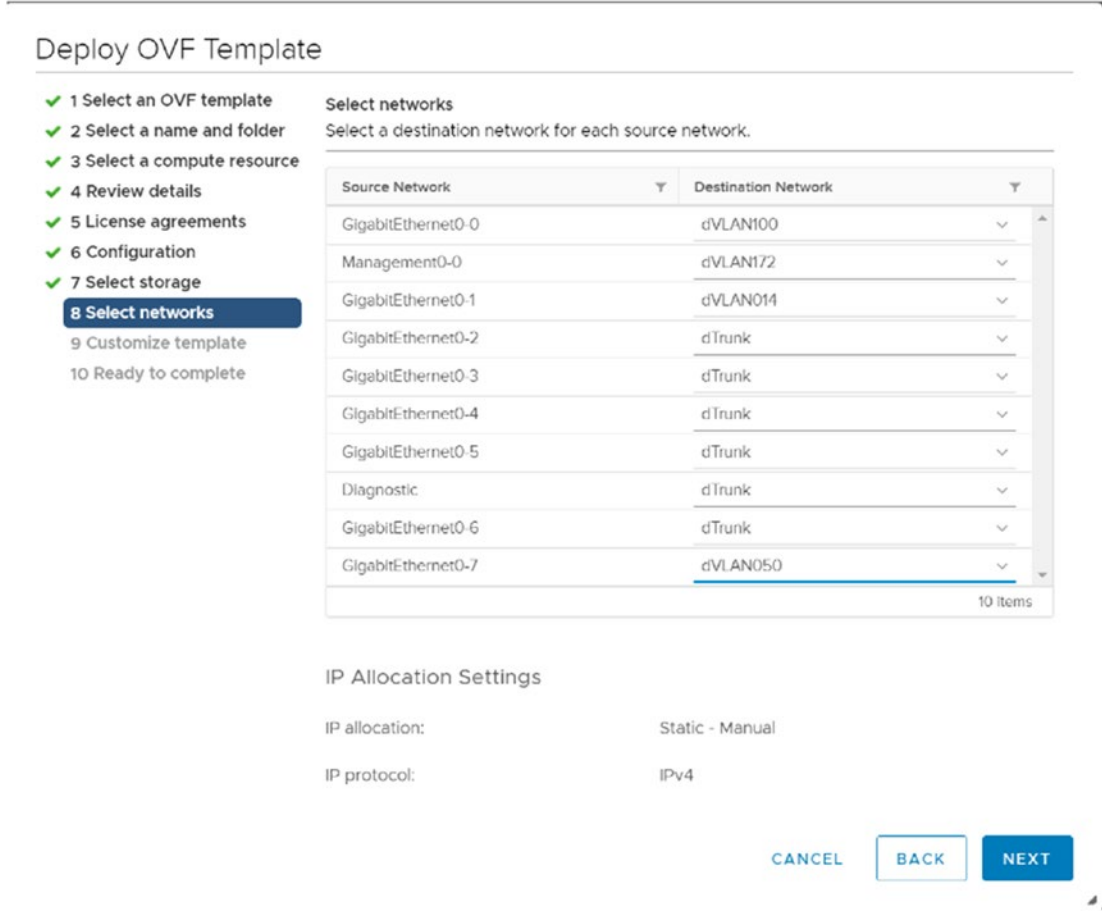 Deploy OVF Template
1 Select an OVF template
2 Select a name and folder
3 Select a compute resource
4 Review details
5 License agreements
6 Configuration
7 Select storage
8 Select networks
9 Customize template
10 Ready to complete
Select networks
Select a destination network for each source network.
Source Network Destination Network
GigabitEthernet0-0 dVLAN100
Management0-0 dVLAN172
GigabitEthernet0-1 dVLAN014
GigabitEthernet0-2 dTrunk
GigabitEthernet0-3 dTrunk
GigabitEthernet0-4 dTrunk
GigabitEthernet0-5 dTrunk
Diagnostic dTrunk
GigabitEthernet0-6 dTrunk
GigabitEthernet0-7 dVLAN050
10 items
IP Allocation Settings
IP allocation: Static - Manual
IP protocol: IPv4
CANCEL BACK NEXT